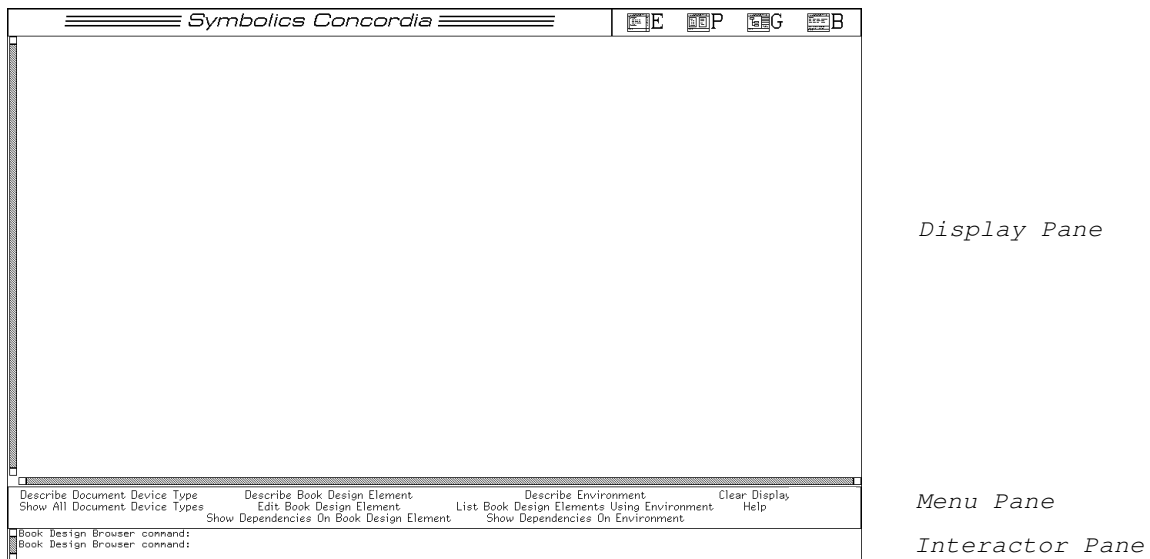 Symbolics Concordia E P G B
Display Pane
Describe Document Device Type Describe Book Design Element Describe Environment Clear Display
Show All Document Device Types Edit Book Design Element List Book Design Elements Using Environment Help
Show Dependencies On Book Design Element Show Dependencies On Environment
Menu Pane
Book Design Browser command:
Book Design Browser command:
Interactor Pane